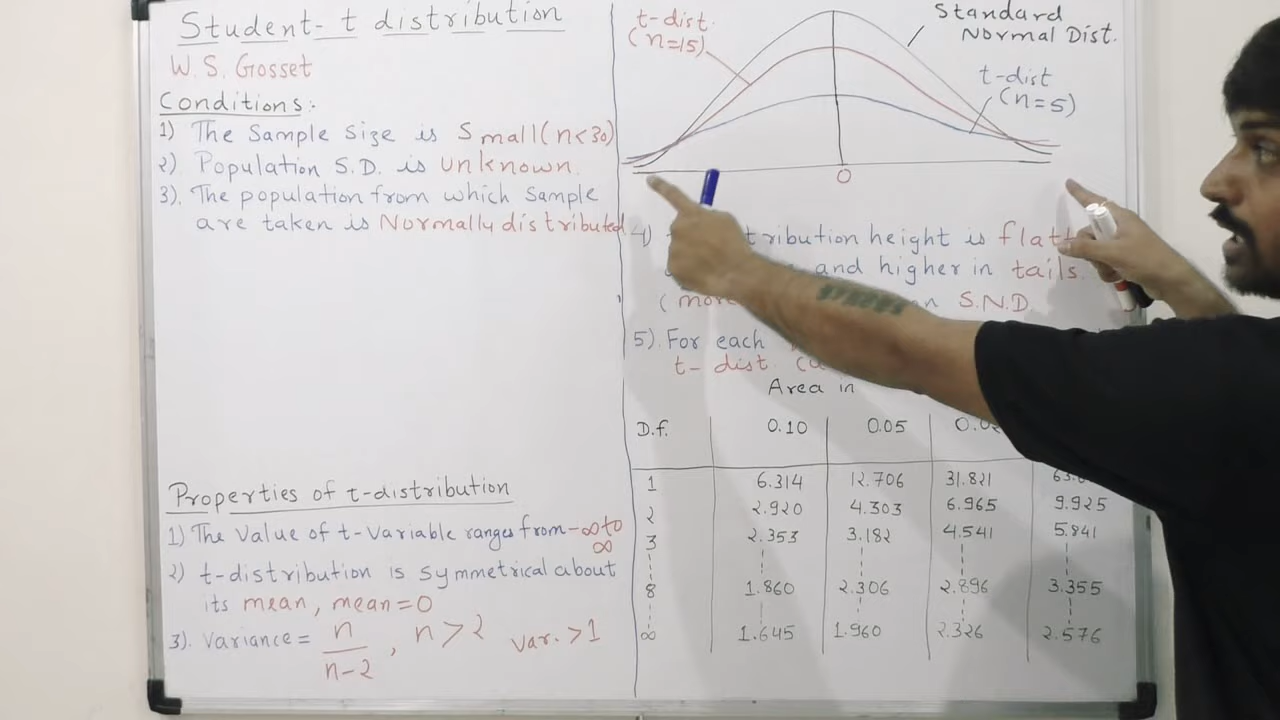 Student- t distribution
W. S. Gosset
Conditions:-
1) The Sample Size is Small (n<30)
2) Population S.D. is unknown.
3). The population from which Sample
are taken is Normally distributed.
Properties of t-distribution
1) The Value of t-Variable ranges from -∞ to
∞
2) t-distribution is symmetrical about
its mean, mean=0
3). Variance = n/n-2, n>2 var. >1
t-dist.
(n=15)
Standard
Normal Dist.
t-dist
(n=5)
0
4) height is
and higher in tails.
S.N.D.
5). For each
t- dist.
Area in
D.f. 0.10 0.05
1 6.314 12.706 31.821
2 2.920 4.303 6.965 9.925
3 2.353 3.182 4.541 5.841
8 1.860 2.306 2.896 3.355
∞ 1.645 1.960 2.326 2.576